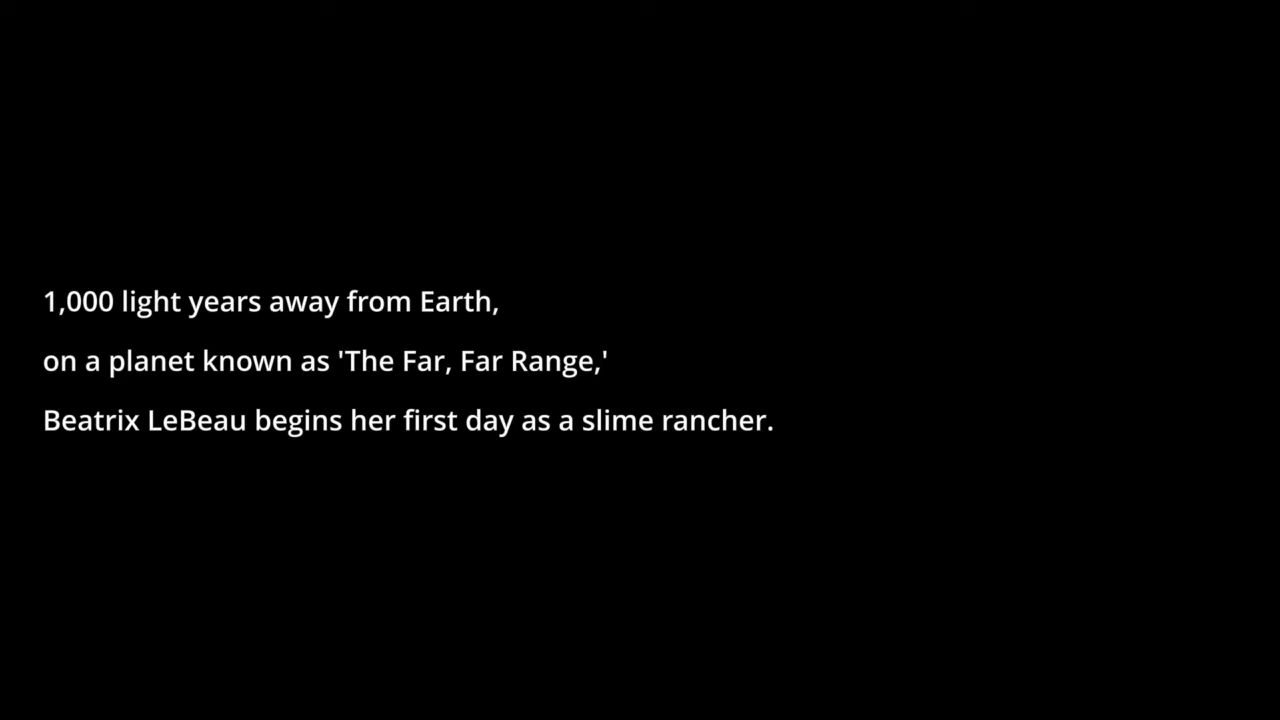 1,000 light years away from Earth,
on a planet known as 'The Far, Far Range,'
Beatrix LeBeau begins her first day as a slime rancher.